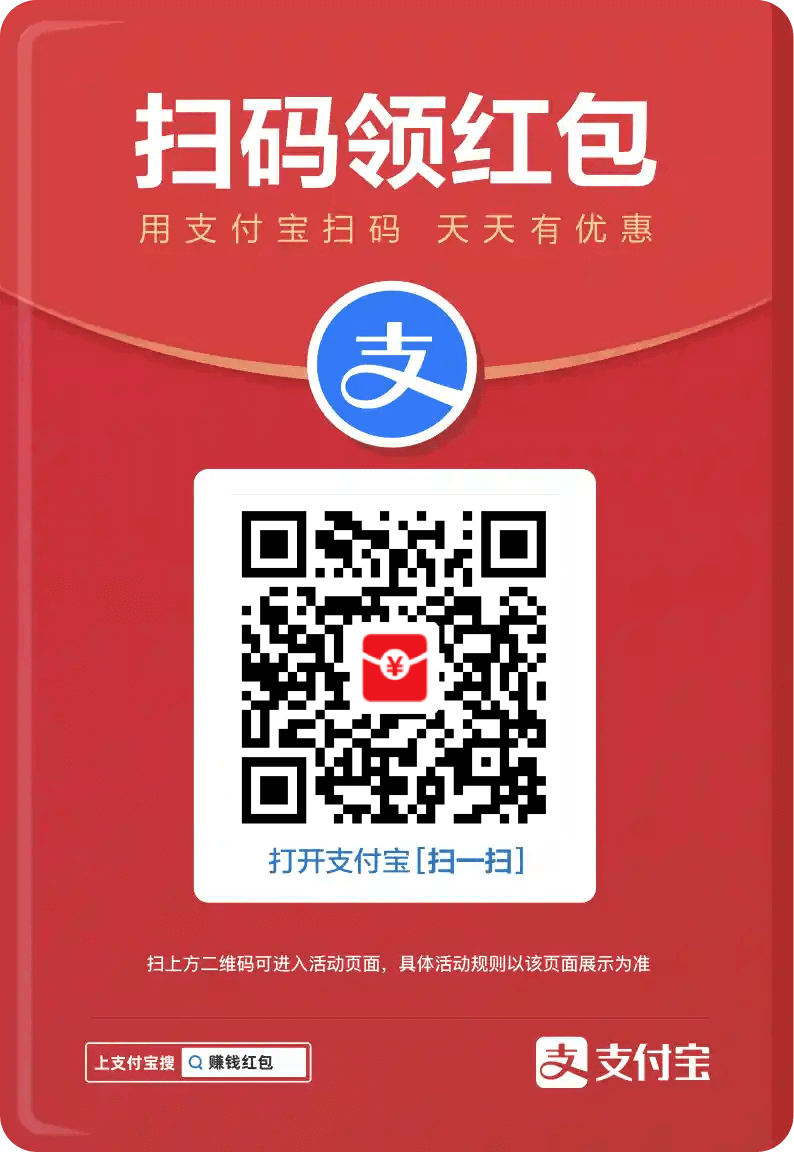 扫码领红包
用支付宝扫码 天天有优惠
支
¥
打开支付宝[扫一扫]
扫上方二维码可进入活动页面，具体活动规则以该页面展示为准
上支付宝搜 赚钱红包
支 支付宝